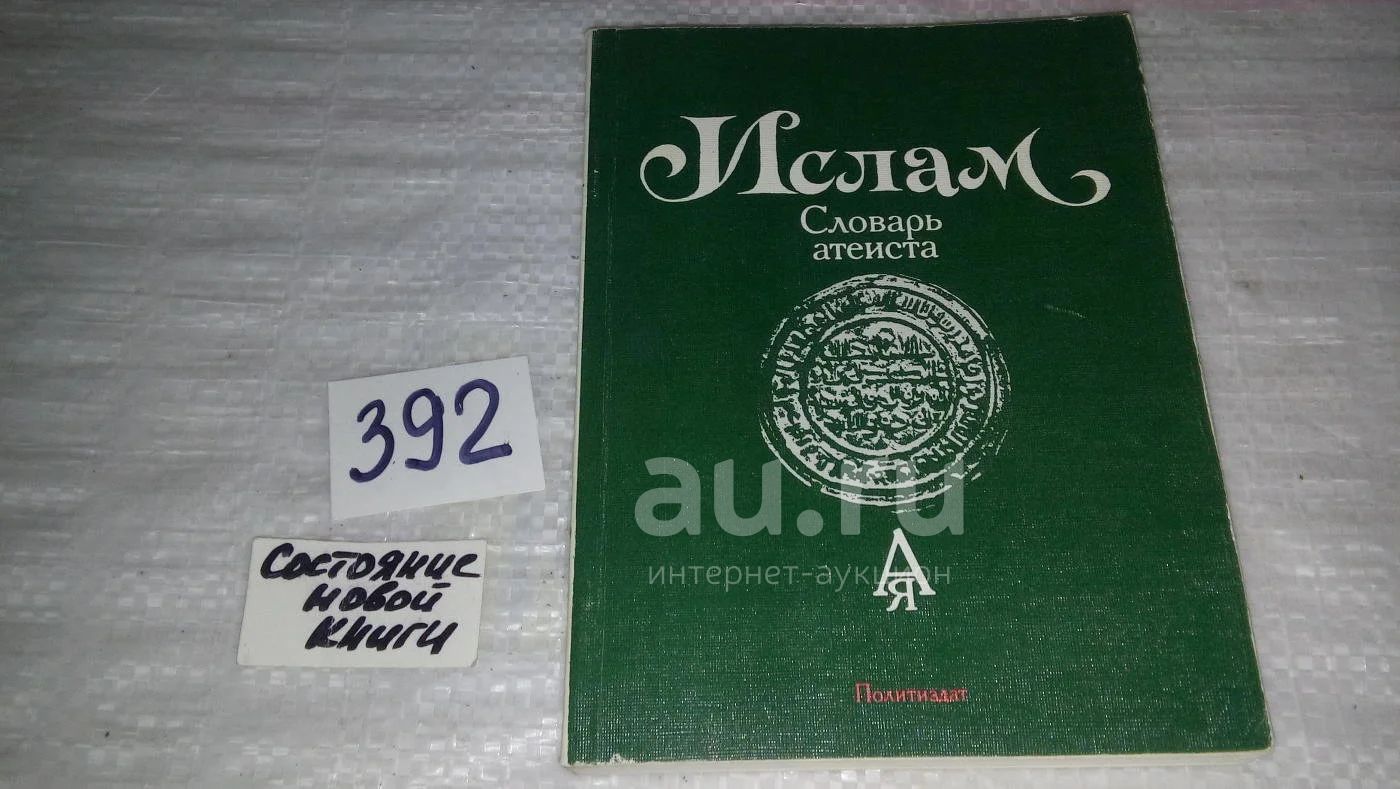 Ислам
Словарь
атеиста
392
au.ru
интернет-аукцион
А
Я
Состояние
новой
книги
Политиздат